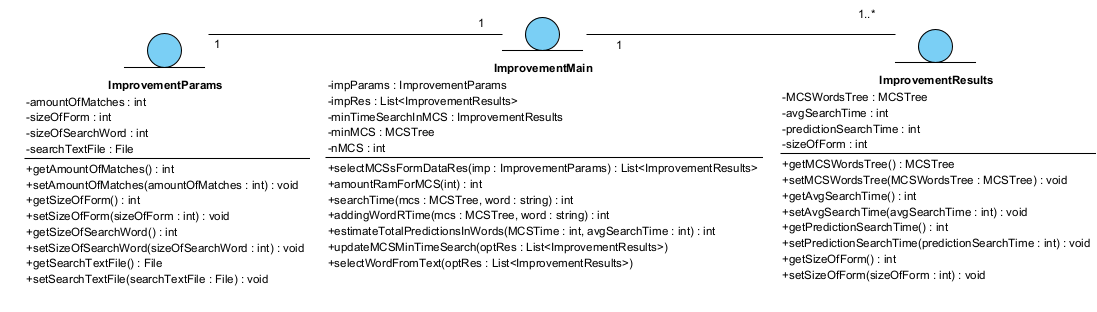 1
1
1
1..*
ImprovementParams
-amountOfMatches : int
-sizeOfForm : int
-sizeOfSearchWord : int
-searchTextFile : File
+getAmountOfMatches() : int
+setAmountOfMatches(amountOfMatches : int) : void
+getSizeOfForm() : int
+setSizeOfForm(sizeOfForm : int) : void
+getSizeOfSearchWord() : int
+setSizeOfSearchWord(sizeOfSearchWord : int) : void
+getSearchTextFile() : File
+setSearchTextFile(searchTextFile : File) : void
ImprovementMain
-impParams : ImprovementParams
-impRes : List<ImprovementResults>
-minTimeSearchInMCS : ImprovementResults
-minMCS : MCSTree
-nMCS : int
+selectMCSsFormDataRes(imp : ImprovementParams) : List<ImprovementResults>
+amountRamForMCS(int) : int
+searchTime(mcs : MCSTree, word : string) : int
+addingWordRTime(mcs : MCSTree, word : string) : int
+estimateTotalPredictionsInWords(MCSTime : int, avgSearchTime : int) : int
+updateMCSMinTimeSearch(optRes : List<ImprovementResults>)
+selectWordFromText(optRes : List<ImprovementResults>)
ImprovementResults
-MCSWordsTree : MCSTree
-avgSearchTime : int
-predictionSearchTime : int
-sizeOfForm : int
+getMCSWordsTree() : MCSTree
+setMCSWordsTree(MCSWordsTree : MCSTree) : void
+getAvgSearchTime() : int
+setAvgSearchTime(avgSearchTime : int) : void
+getPredictionSearchTime() : int
+setPredictionSearchTime(predictionSearchTime : int) : void
+getSizeOfForm() : int
+setSizeOfForm(sizeOfForm : int) : void